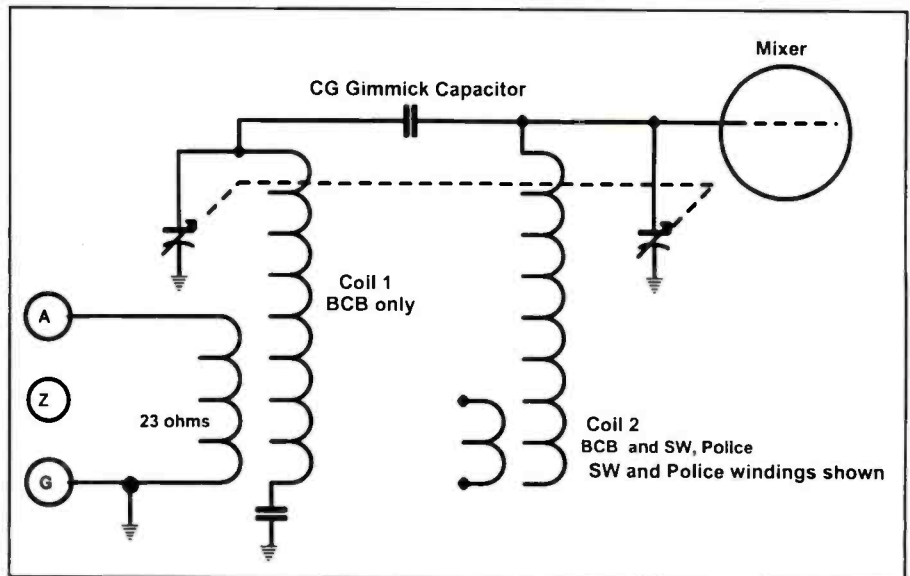 Mixer
CG Gimmick Capacitor
Coil 1
BCB only
A
Z
23 ohms
G
Coil 2
BCB and SW, Police
SW and Police windings shown